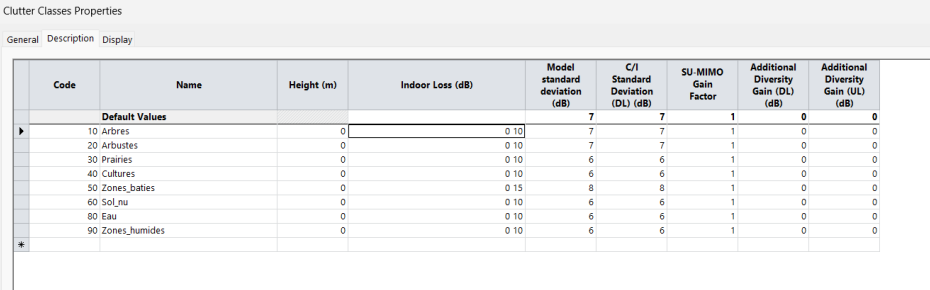 Clutter Classes Properties
General Description Display
Code Name Height (m) Indoor Loss (dB) Model standard deviation (dB) C/I Standard Deviation (DL) (dB) SU-MIMO Gain Factor Additional Diversity Gain (DL) (dB) Additional Diversity Gain (UL) (dB)
Default Values 7 7 1 0 0
10 Arbres 0 0 10 7 7 1 0 0
20 Arbustes 0 0 10 7 7 1 0 0
30 Prairies 0 0 10 6 6 1 0 0
40 Cultures 0 0 10 6 6 1 0 0
50 Zones_baties 0 0 15 8 8 1 0 0
60 Sol_nu 0 0 10 6 6 1 0 0
80 Eau 0 0 10 6 6 1 0 0
90 Zones_humides 0 0 10 6 6 1 0 0